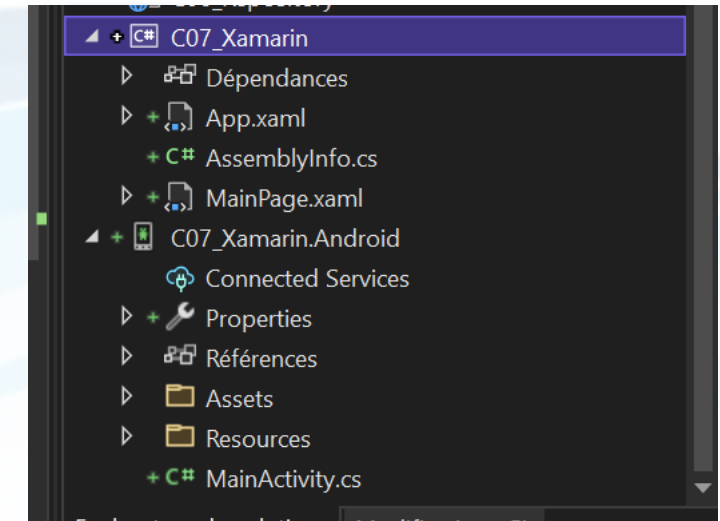 C# C07_Xamarin
Dépendances
App.xaml
C# AssemblyInfo.cs
MainPage.xaml
C07_Xamarin.Android
Connected Services
Properties
Références
Assets
Resources
C# MainActivity.cs